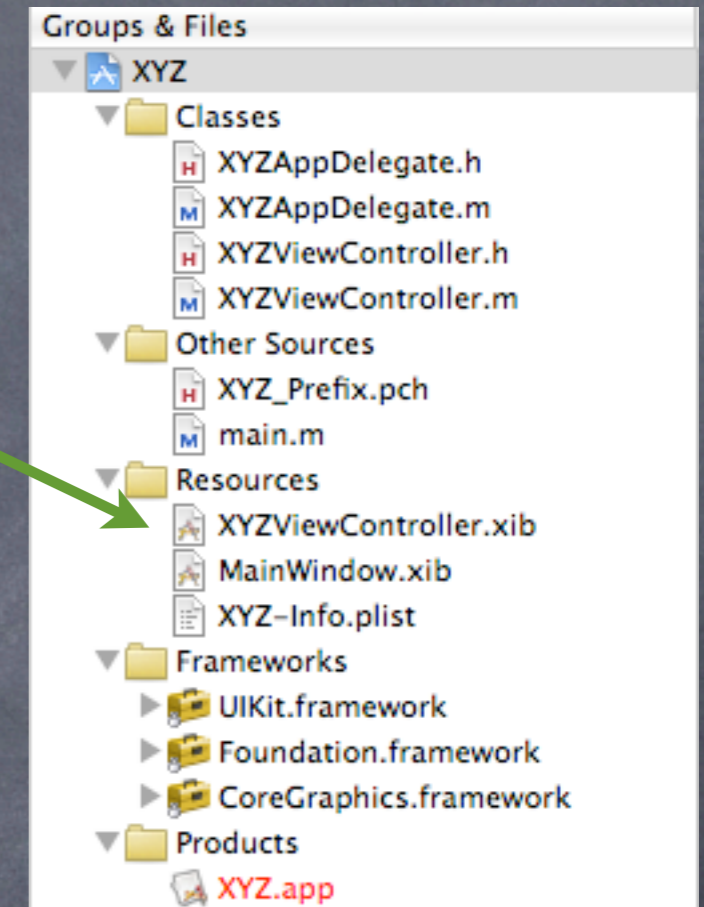 Groups & Files
XYZ
Classes
H XYZAppDelegate.h
M XYZAppDelegate.m
H XYZViewController.h
M XYZViewController.m
Other Sources
H XYZ_Prefix.pch
M main.m
Resources
XYZViewController.xib
MainWindow.xib
XYZ-Info.plist
Frameworks
UIKit.framework
Foundation.framework
CoreGraphics.framework
Products
XYZ.app